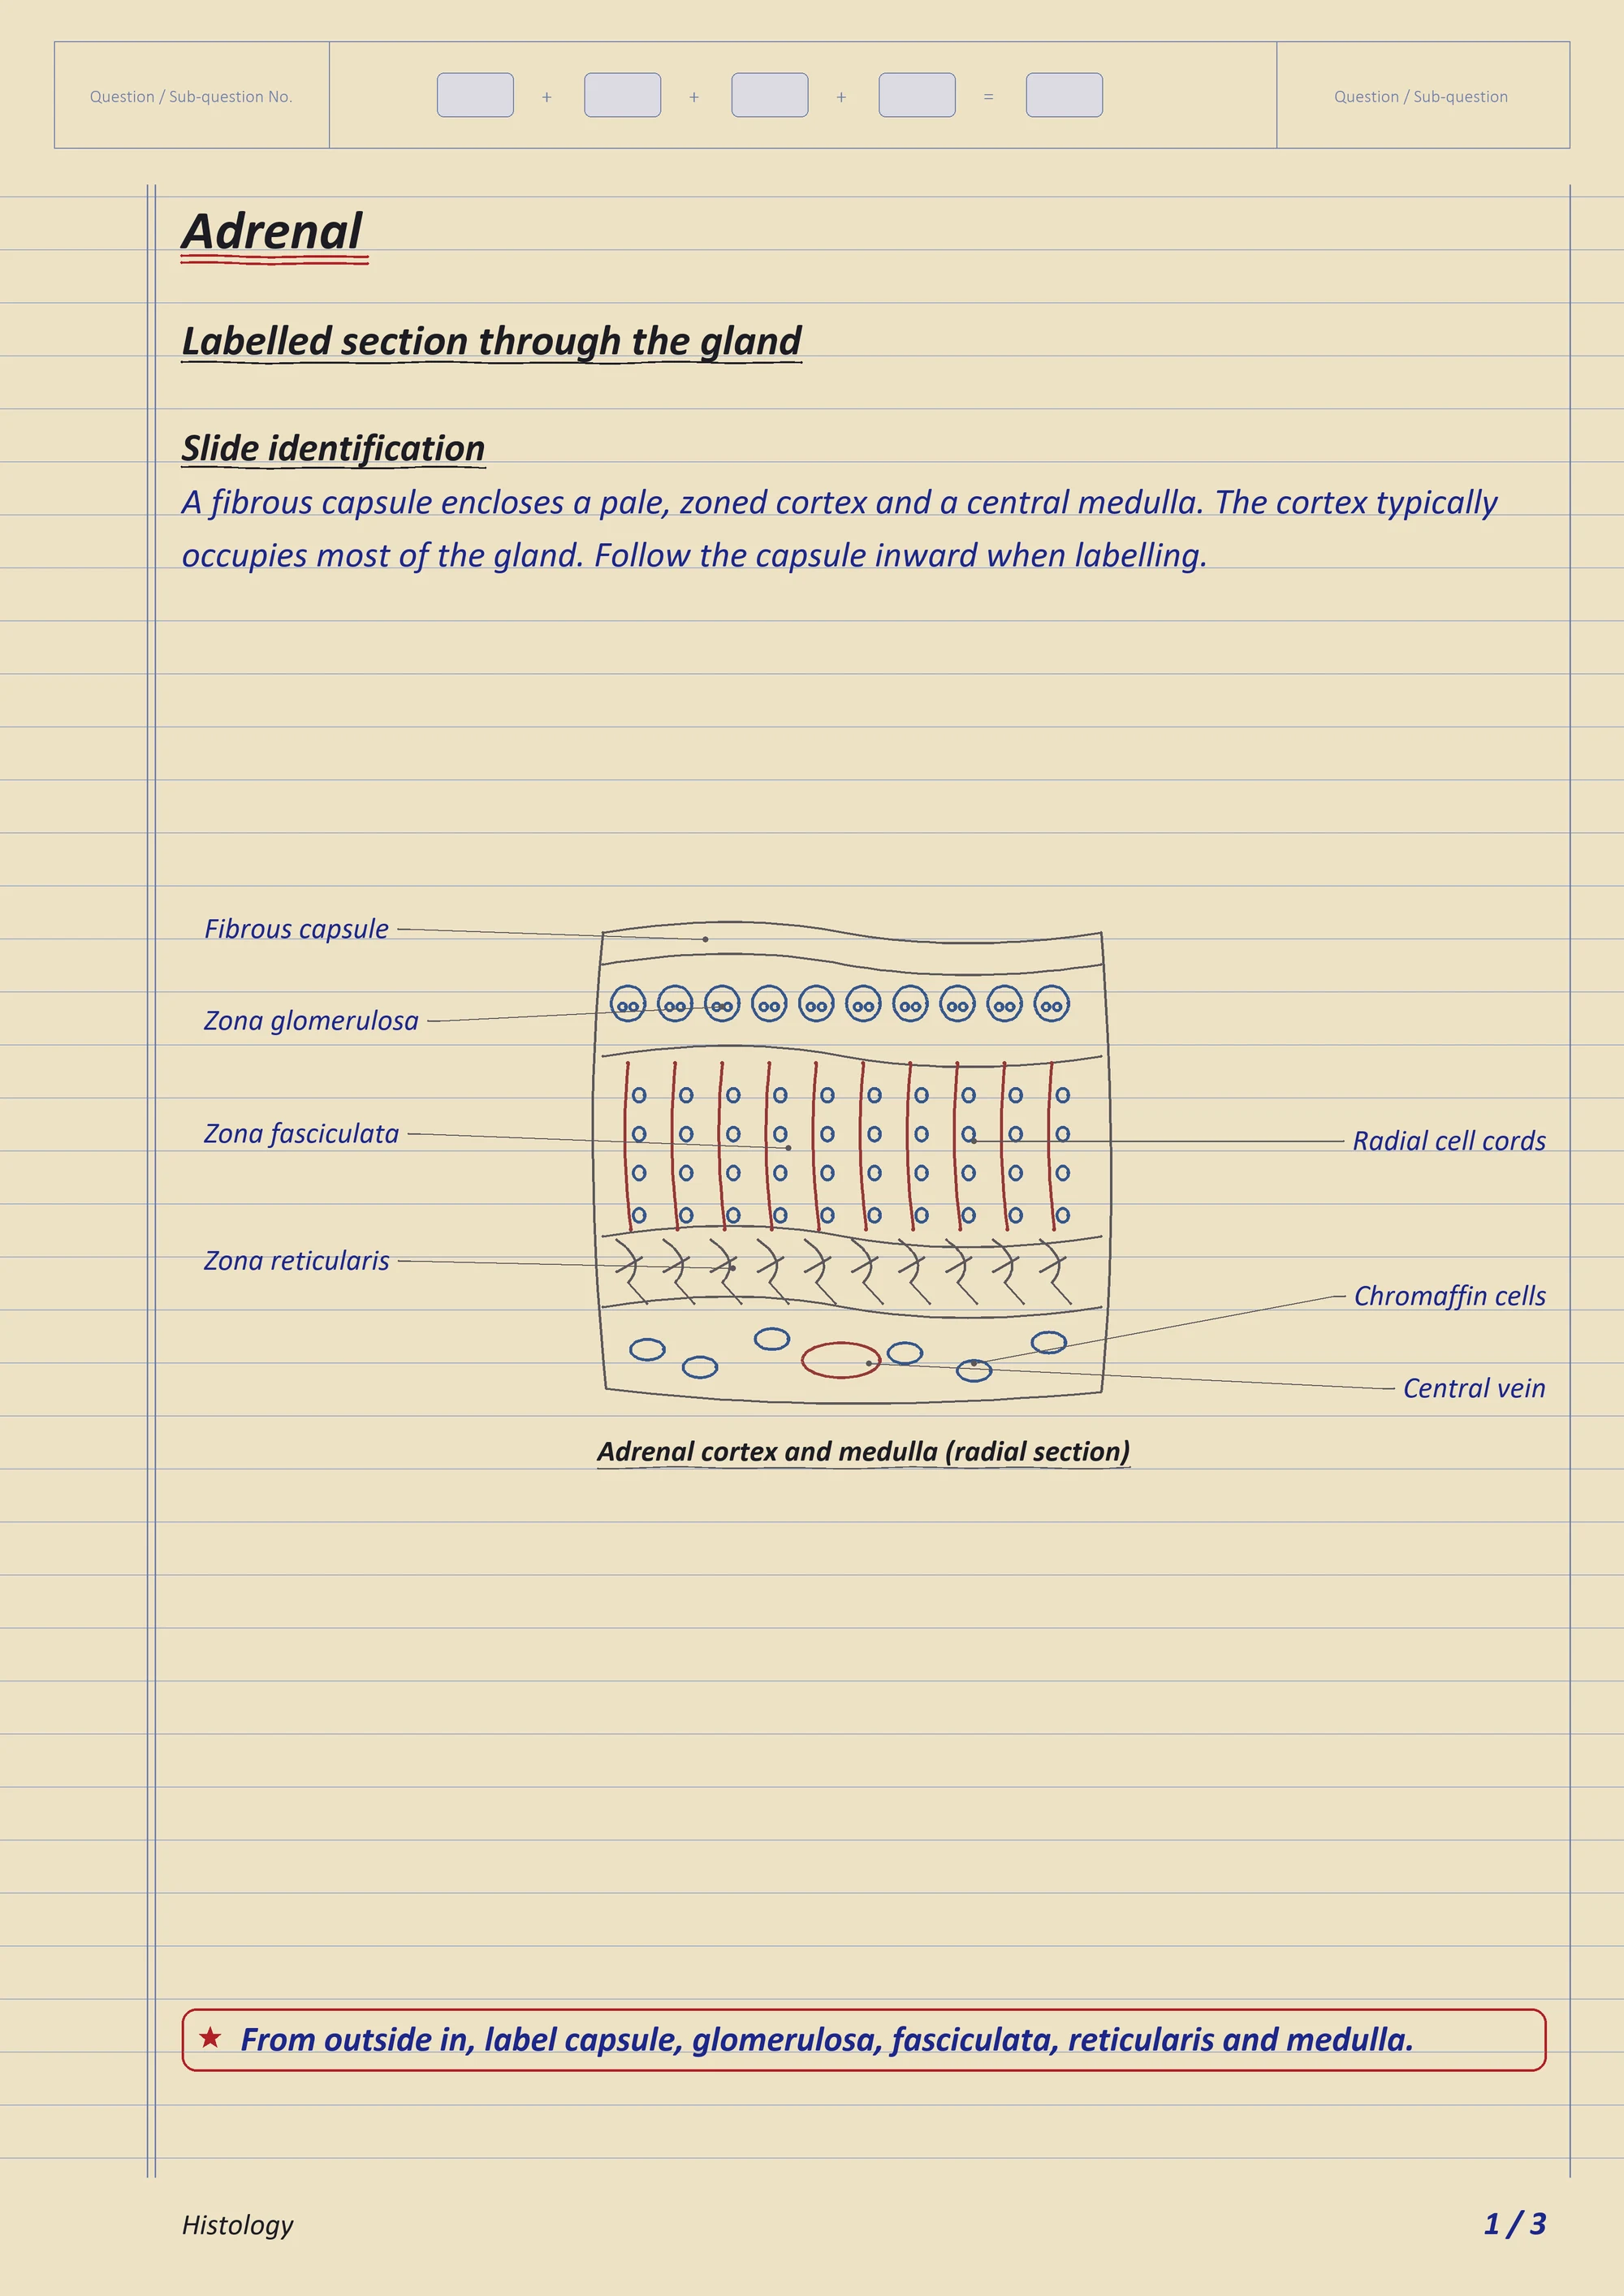 Question / Sub-question No.
+ + + =
Question / Sub-question
Adrenal
Labelled section through the gland
Slide identification
A fibrous capsule encloses a pale, zoned cortex and a central medulla. The cortex typically
occupies most of the gland. Follow the capsule inward when labelling.
Fibrous capsule
Zona glomerulosa
Zona fasciculata
Radial cell cords
Zona reticularis
Chromaffin cells
Central vein
Adrenal cortex and medulla (radial section)
★ From outside in, label capsule, glomerulosa, fasciculata, reticularis and medulla.
Histology
1 / 3